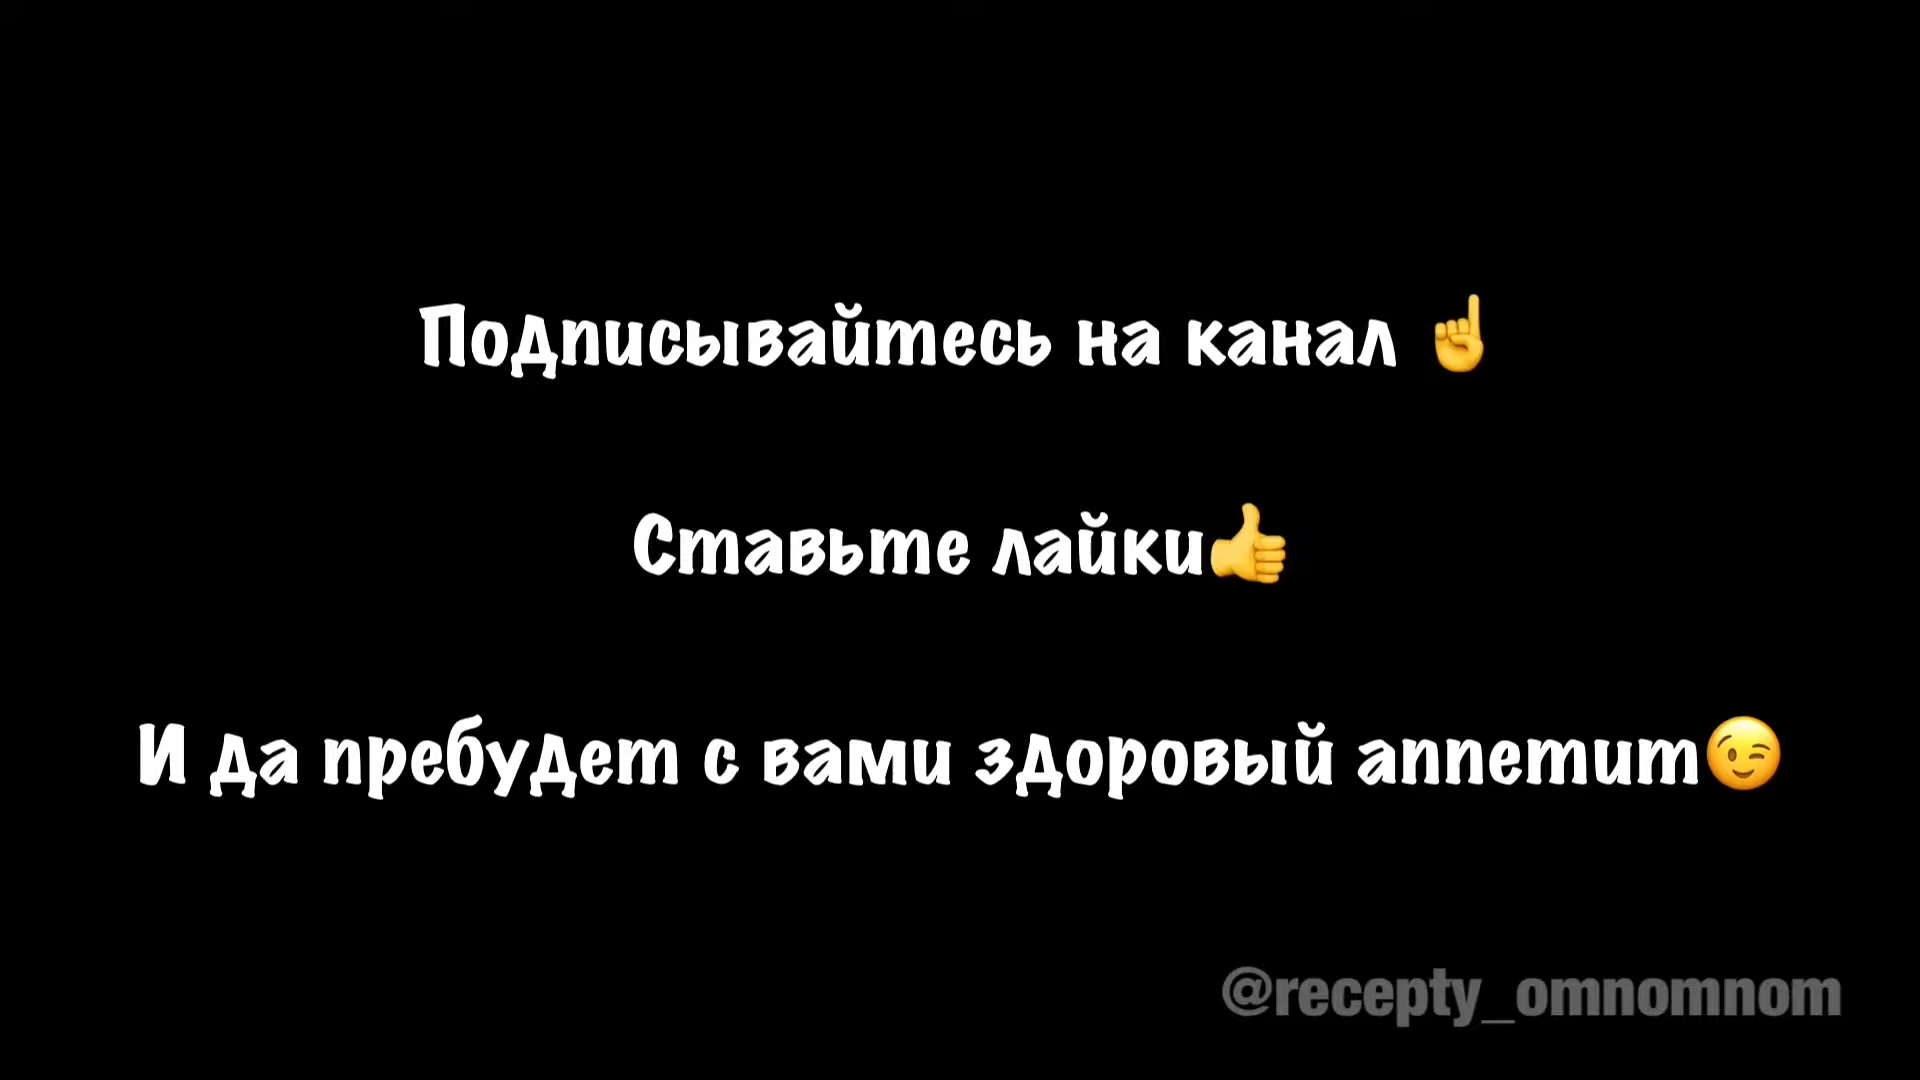 Подписывайтесь на канал ☝️
Ставьте лайки👍
И да пребудет с вами здоровый аппетит😉
@recepty_omnomnom